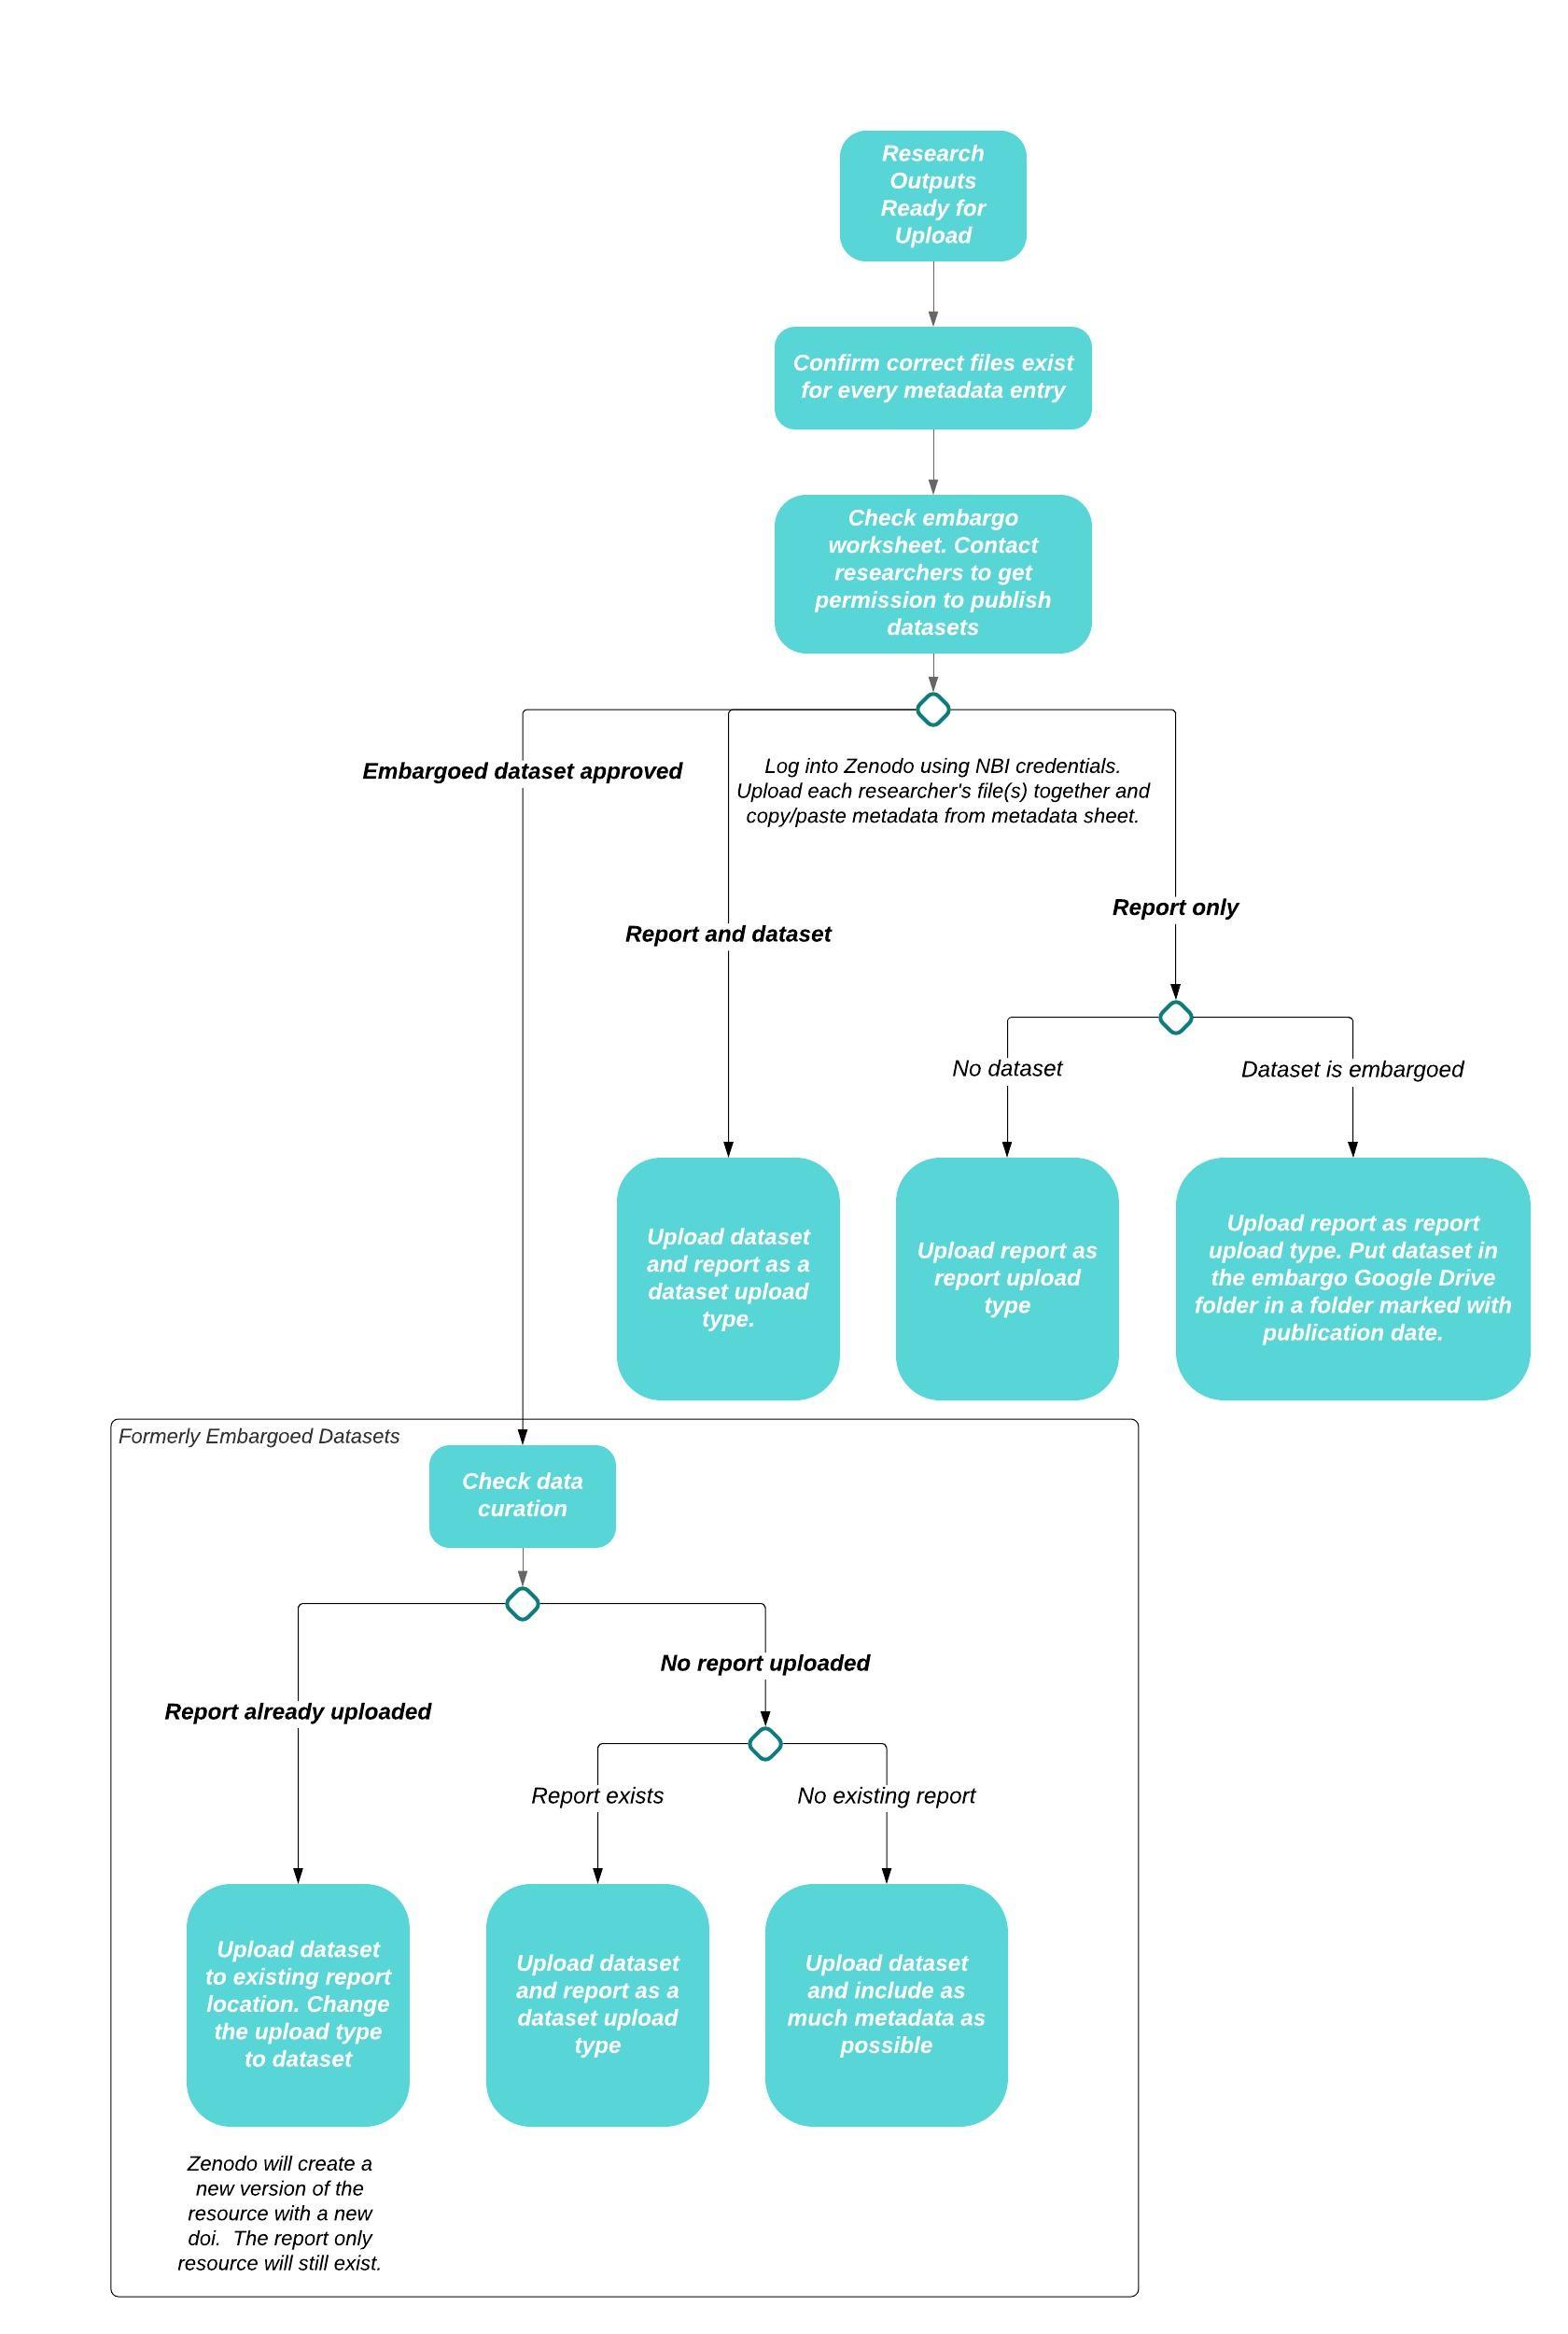 Research
Outputs
Ready for
Upload
Confirm correct files exist
for every metadata entry
Check embargo
worksheet. Contact
researchers to get
permission to publish
datasets
Embargoed dataset approved
Log into Zenodo using NBI credentials.
Upload each researcher's file(s) together and
copy/paste metadata from metadata sheet.
Report only
Report and dataset
No dataset
Dataset is embargoed
Upload dataset
and report as a
dataset upload
type.
Upload report as
report upload
type
Upload report as report
upload type. Put dataset in
the embargo Google Drive
folder in a folder marked with
publication date.
Formerly Embargoed Datasets
Check data
curation
No report uploaded
Report already uploaded
Report exists
No existing report
Upload dataset
to existing report
location. Change
the upload type
to dataset
Upload dataset
and report as a
dataset upload
type
Upload dataset
and include as
much metadata as
possible
Zenodo will create a
new version of the
resource with a new
doi.  The report only
resource will still exist.